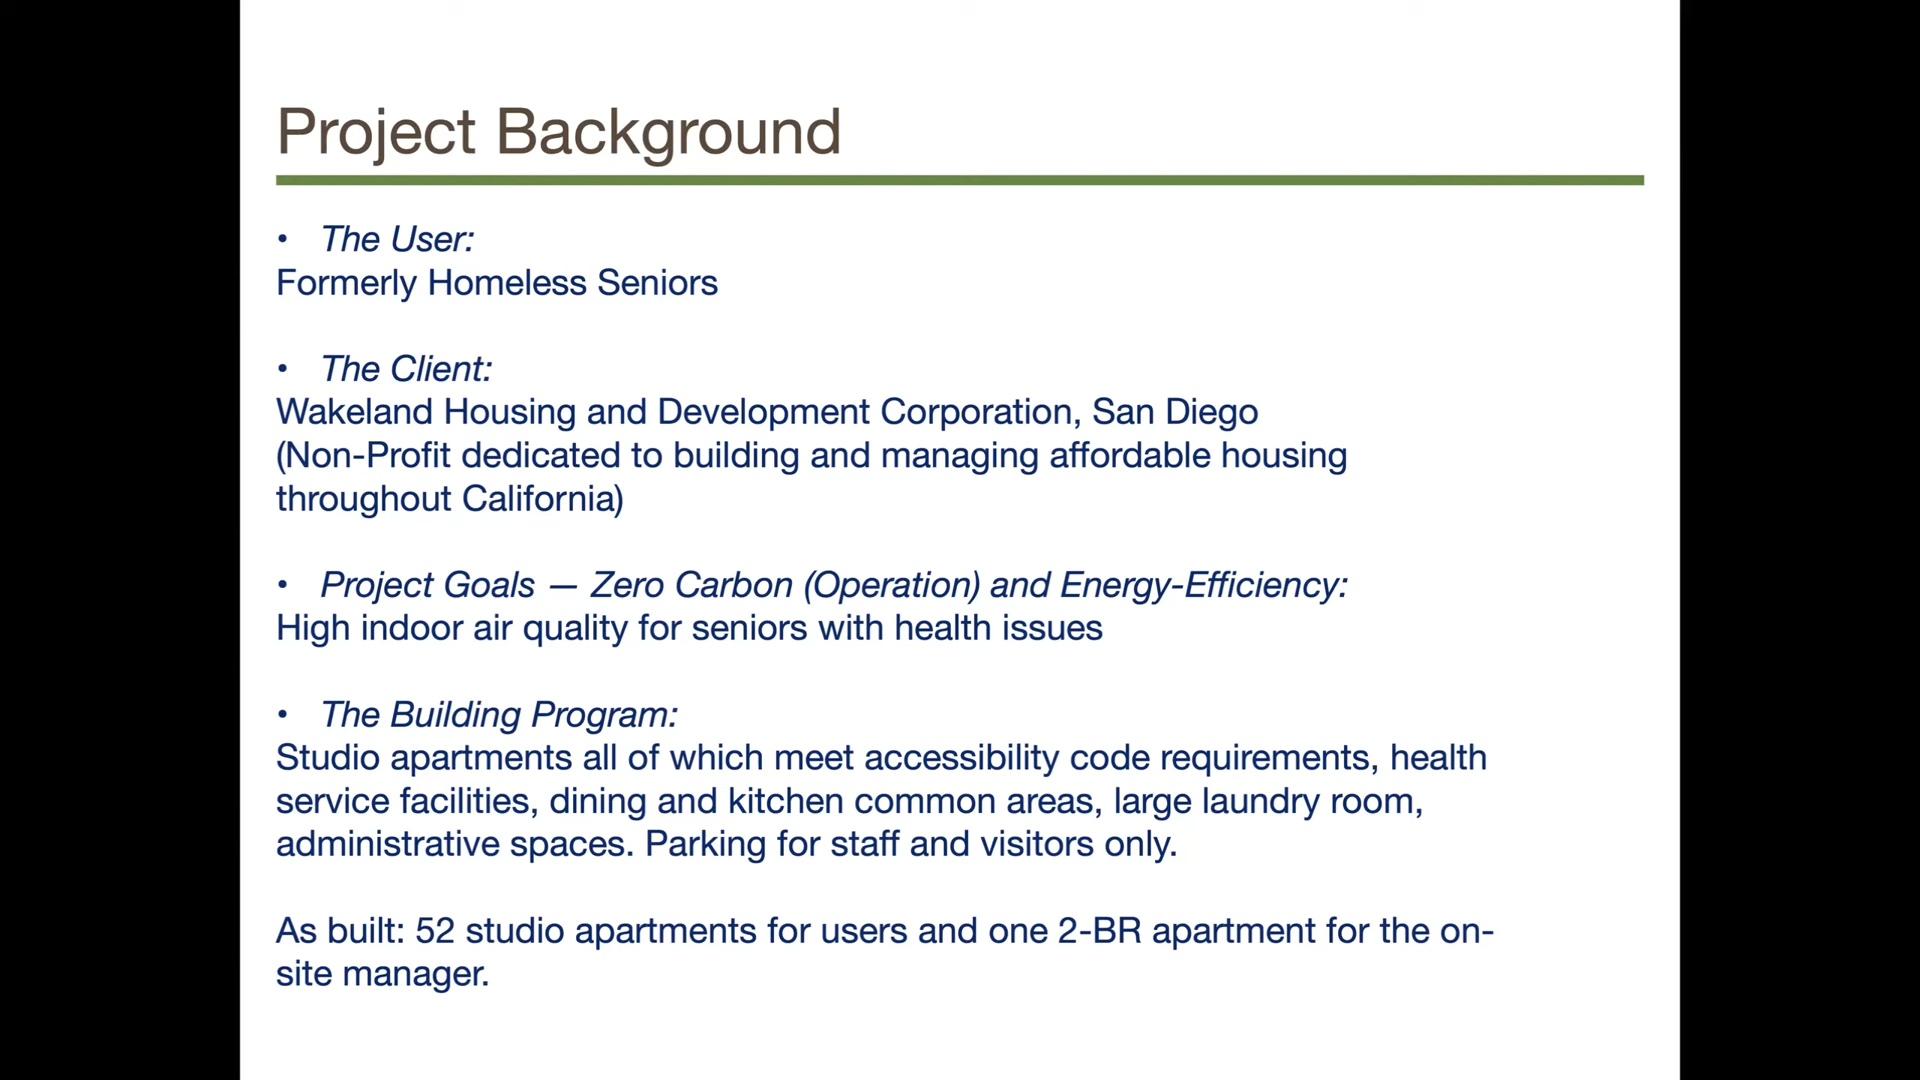 Project Background
• The User:
Formerly Homeless Seniors
• The Client:
Wakeland Housing and Development Corporation, San Diego
(Non-Profit dedicated to building and managing affordable housing
throughout California)
• Project Goals — Zero Carbon (Operation) and Energy-Efficiency:
High indoor air quality for seniors with health issues
• The Building Program:
Studio apartments all of which meet accessibility code requirements, health
service facilities, dining and kitchen common areas, large laundry room,
administrative spaces. Parking for staff and visitors only.
As built: 52 studio apartments for users and one 2-BR apartment for the on-
site manager.